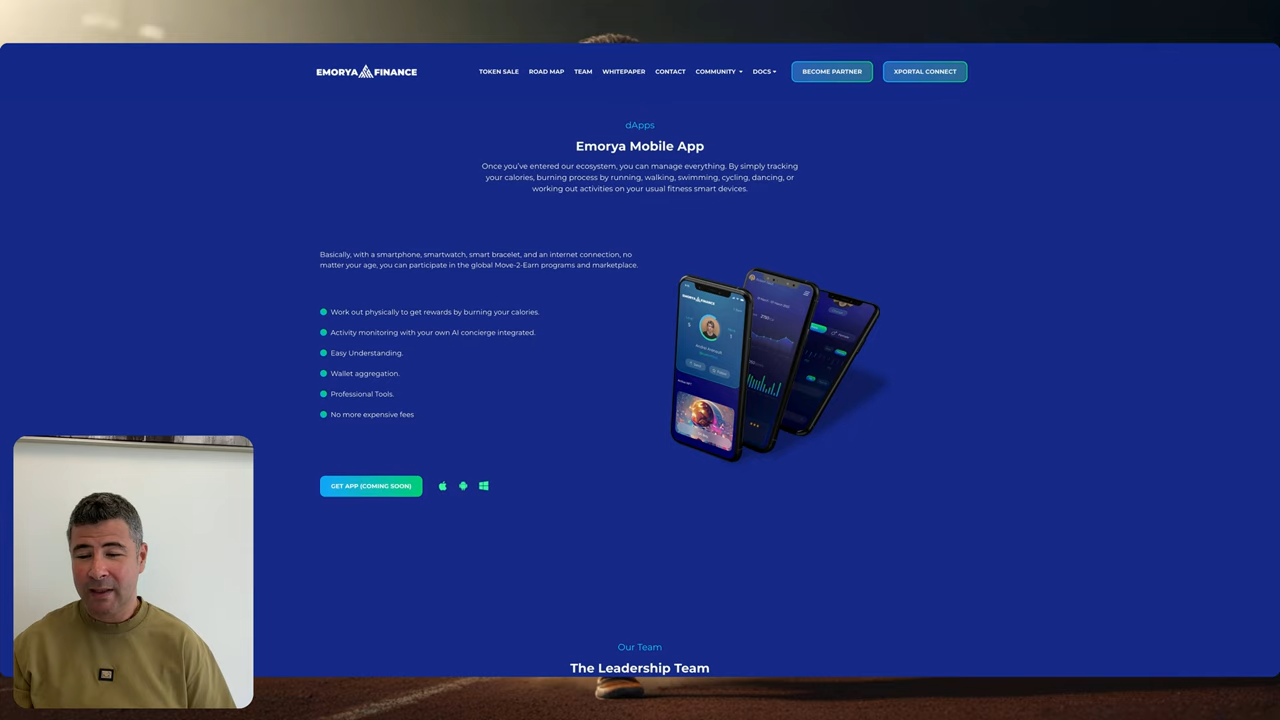 EMORYA FINANCE
TOKEN SALE ROAD MAP TEAM WHITEPAPER CONTACT COMMUNITY DOCS BECOME PARTNER XPORTAL CONNECT
dApps
Emorya Mobile App
Once you've entered our ecosystem, you can manage everything. By simply tracking
your calories, burning process by running, walking, swimming, cycling, dancing, or
working out activities on your usual fitness smart devices.
Basically, with a smartphone, smartwatch, smart bracelet, and an internet connection, no
matter your age, you can participate in the global Move-2-Earn programs and marketplace.
Work out physically to get rewards by burning your calories.
Activity monitoring with your own AI concierge integrated.
Easy Understanding.
Wallet aggregation.
Professional Tools.
No more expensive fees
GET APP (COMING SOON)
Our Team
The Leadership Team